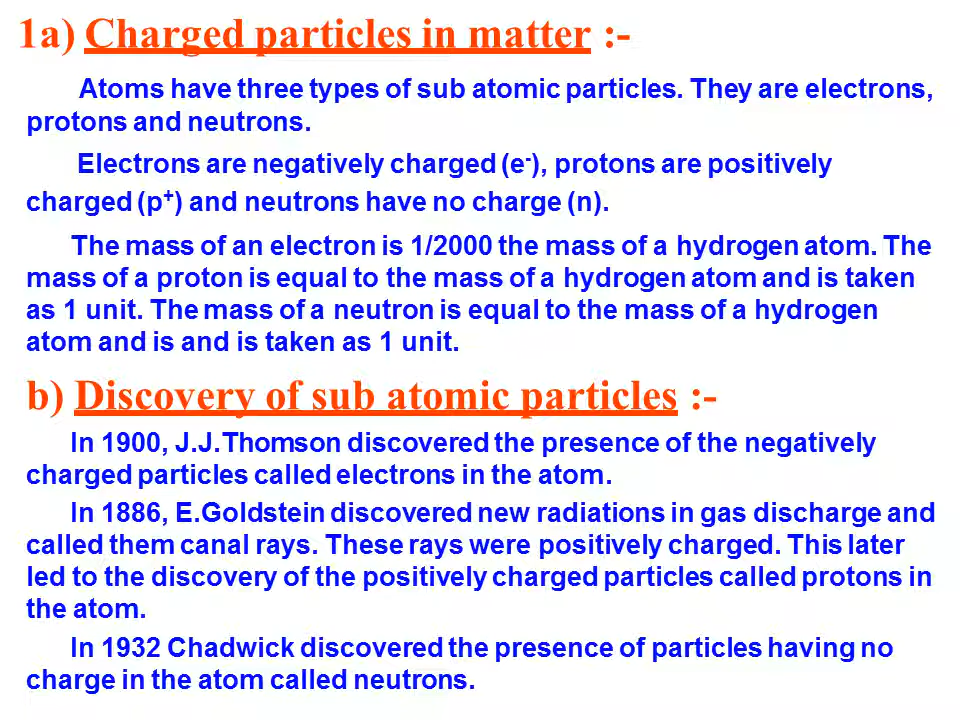 1a) Charged particles in matter :-
Atoms have three types of sub atomic particles. They are electrons,
protons and neutrons.
Electrons are negatively charged (e-), protons are positively
charged (p+) and neutrons have no charge (n).
The mass of an electron is 1/2000 the mass of a hydrogen atom. The
mass of a proton is equal to the mass of a hydrogen atom and is taken
as 1 unit. The mass of a neutron is equal to the mass of a hydrogen
atom and is and is taken as 1 unit.
b) Discovery of sub atomic particles :-
In 1900, J.J.Thomson discovered the presence of the negatively
charged particles called electrons in the atom.
In 1886, E.Goldstein discovered new radiations in gas discharge and
called them canal rays. These rays were positively charged. This later
led to the discovery of the positively charged particles called protons in
the atom.
In 1932 Chadwick discovered the presence of particles having no
charge in the atom called neutrons.